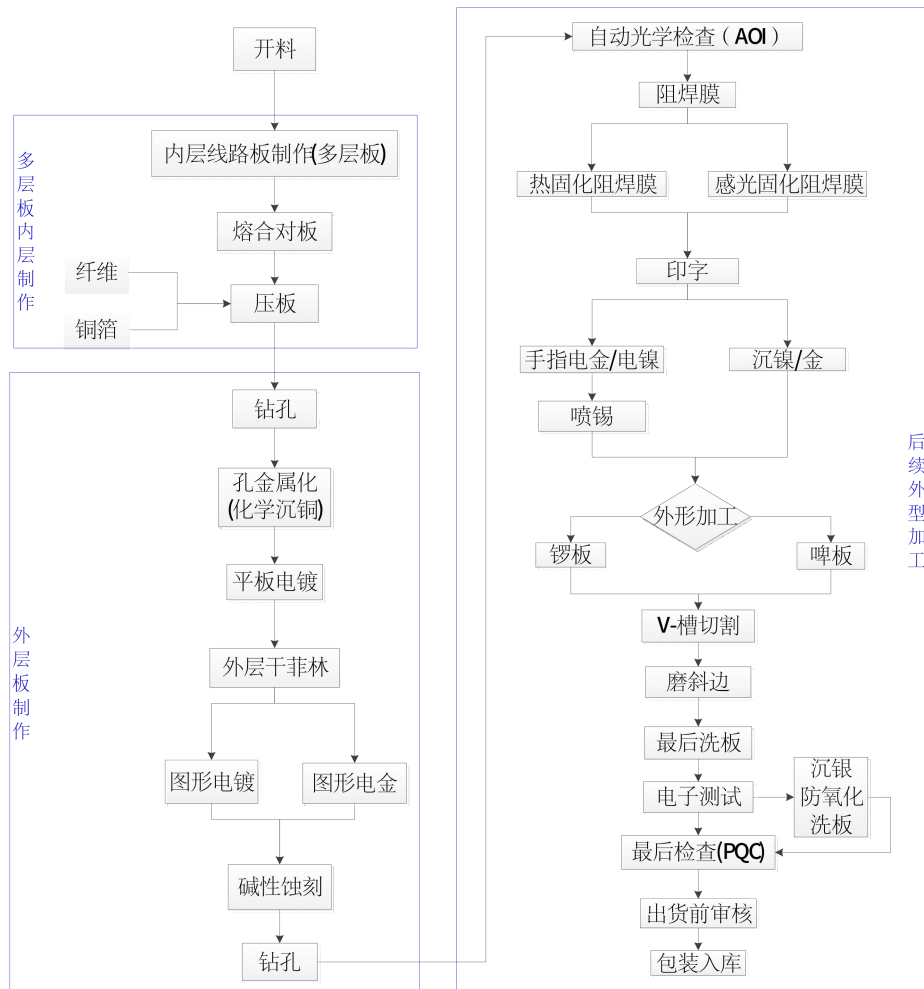 开料
多层板内层制作
内层线路板制作(多层板)
熔合对板
纤维
铜箔
压板
外层板制作
钻孔
孔金属化
(化学沉铜)
平板电镀
外层干菲林
图形电镀
图形电金
碱性蚀刻
钻孔
后续外型加工
自动光学检查（AOI）
阻焊膜
热固化阻焊膜
感光固化阻焊膜
印字
手指电金/电镍
沉镍/金
喷锡
外形加工
锣板
啤板
V-槽切割
磨斜边
最后洗板
电子测试
沉银
防氧化
洗板
最后检查(PQC)
出货前审核
包装入库